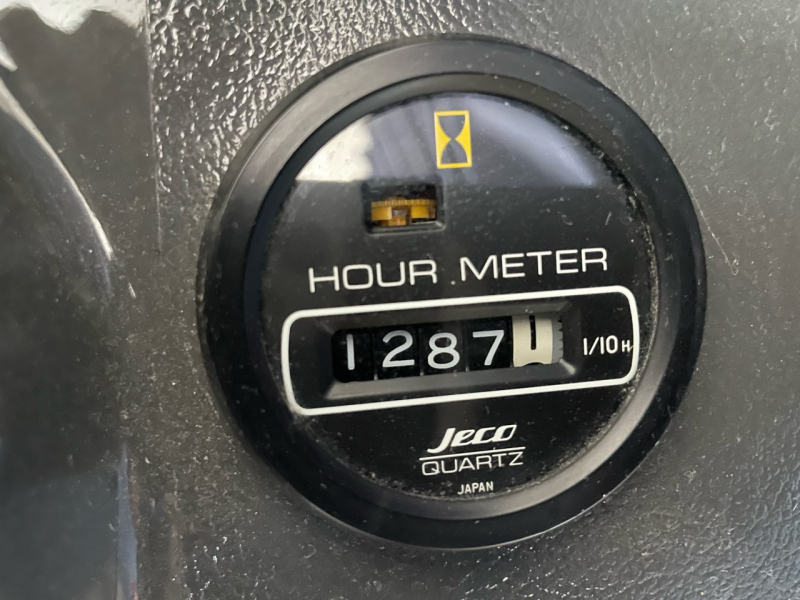 HOUR METER
1287 1/10H
Jeco
QUARTZ
JAPAN